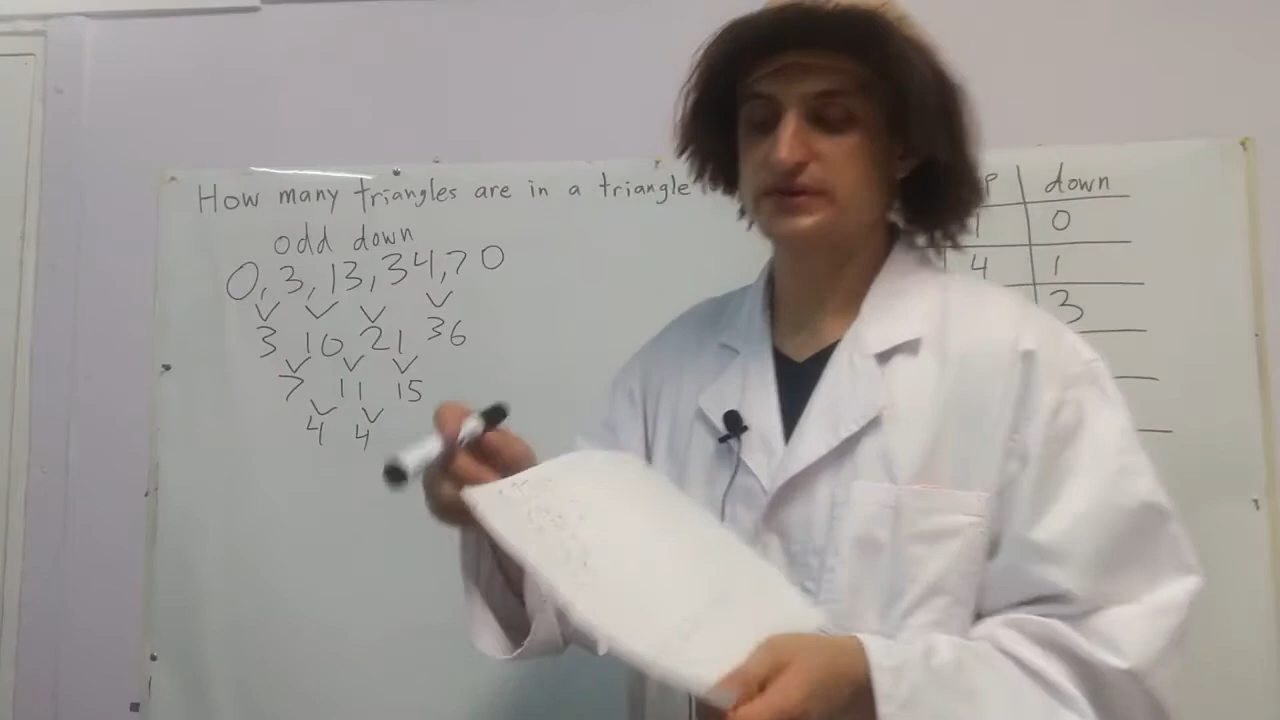 How many triangles are in a triangle
odd down
0, 3, 13, 34, 70
3 10 21 36
7 11 15
4 4
P down
1 0
4 1
3